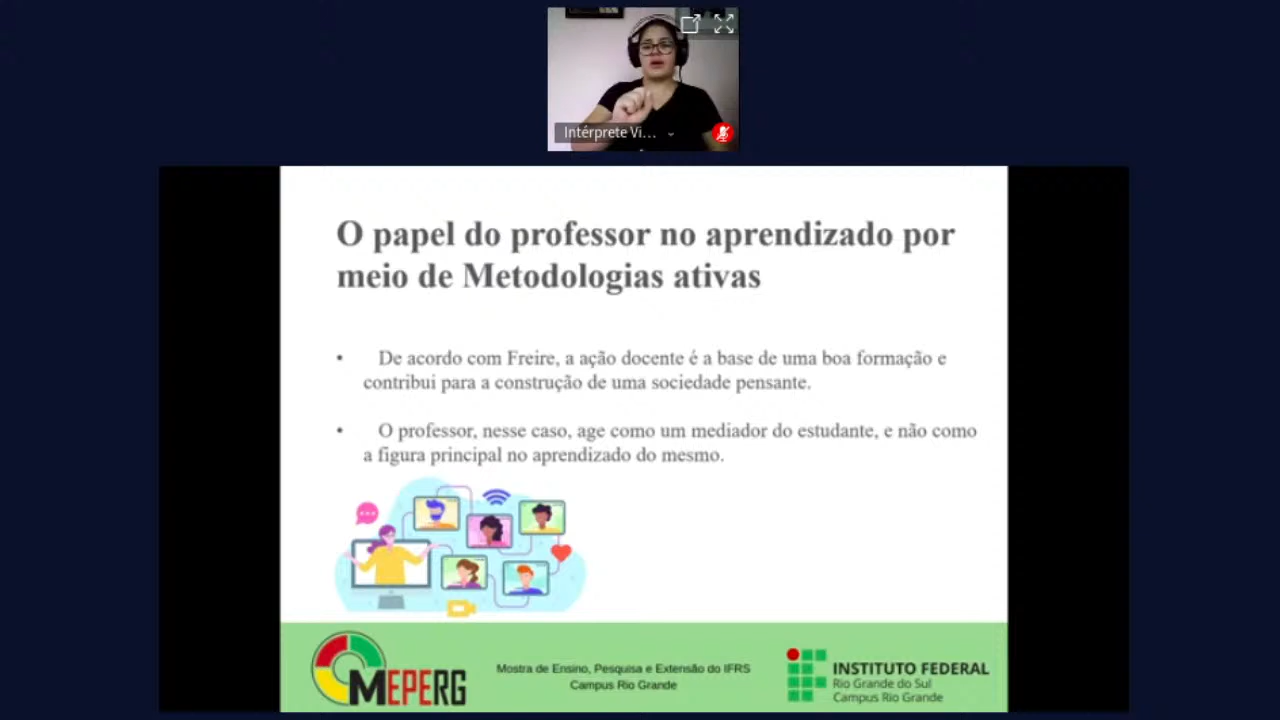 Intérprete Vi...
O papel do professor no aprendizado por
meio de Metodologias ativas
• De acordo com Freire, a ação docente é a base de uma boa formação e
contribui para a construção de uma sociedade pensante.
• O professor, nesse caso, age como um mediador do estudante, e não como
a figura principal no aprendizado do mesmo.
MEPERG
Mostra de Ensino, Pesquisa e Extensão do IFRS
Campus Rio Grande
INSTITUTO FEDERAL
Rio Grande do Sul
Campus Rio Grande